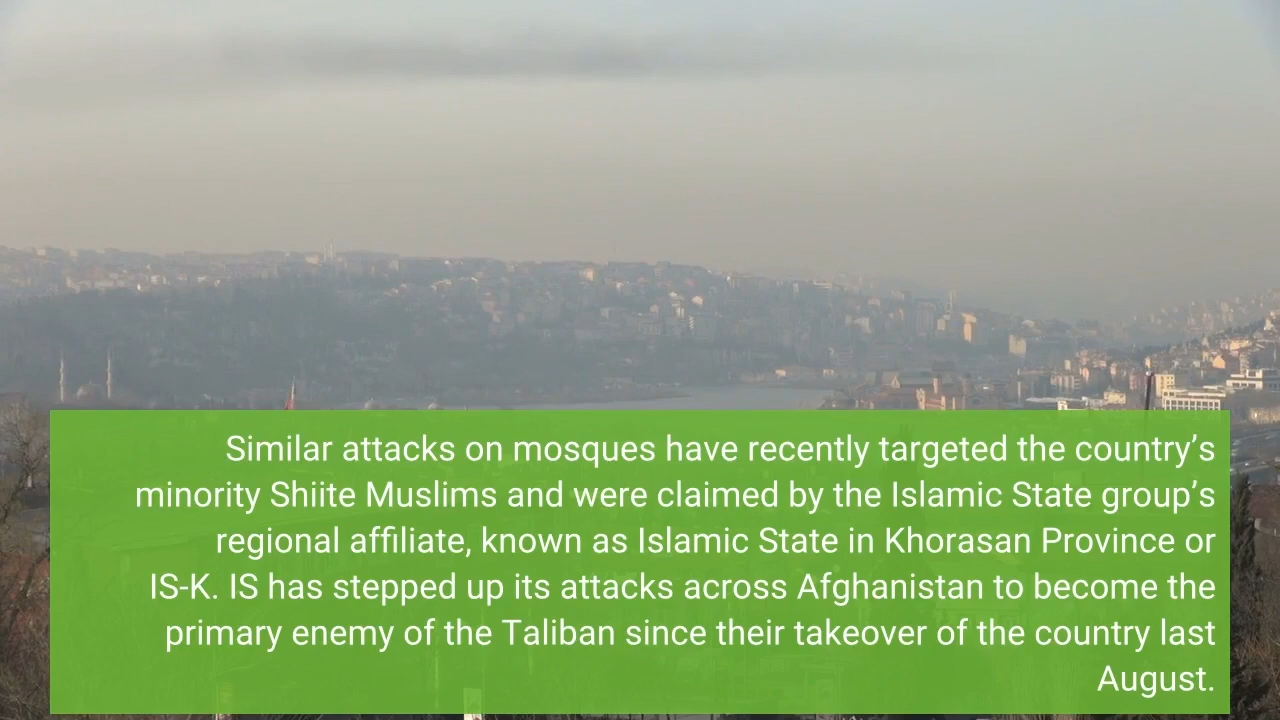 Similar attacks on mosques have recently targeted the country’s
minority Shiite Muslims and were claimed by the Islamic State group’s
regional affiliate, known as Islamic State in Khorasan Province or
IS-K. IS has stepped up its attacks across Afghanistan to become the
primary enemy of the Taliban since their takeover of the country last
August.